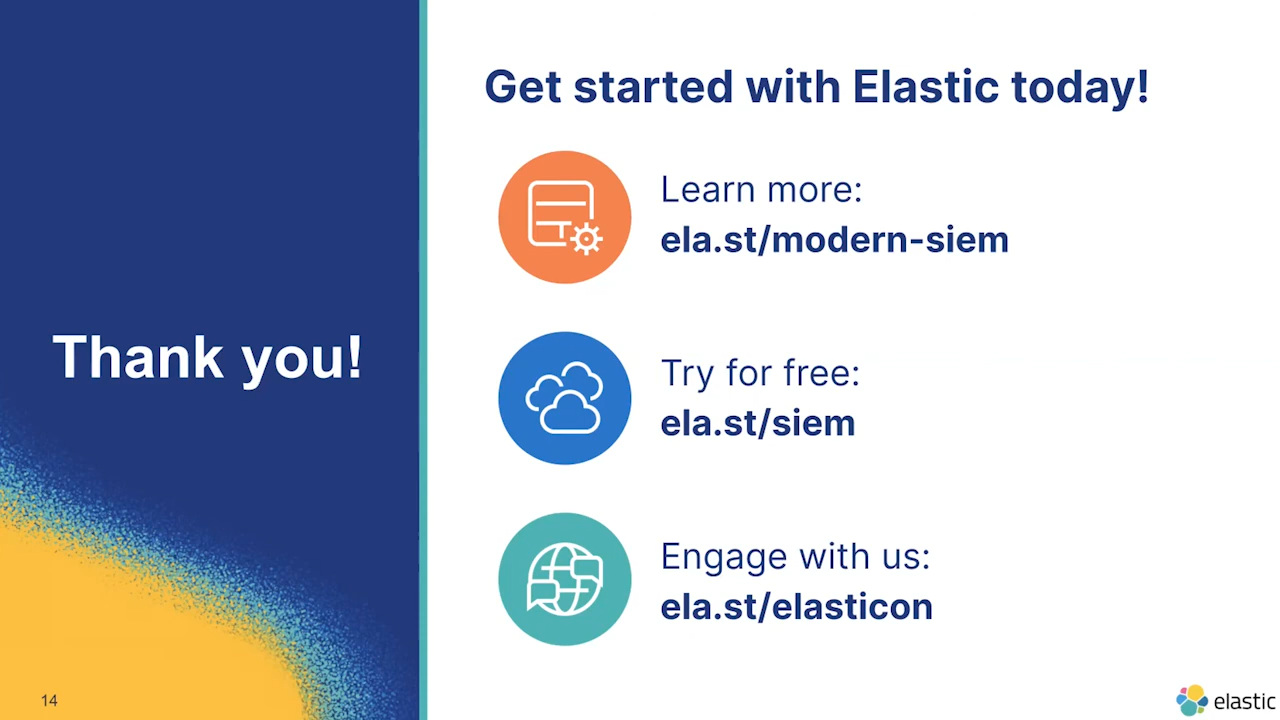 Thank you!
Get started with Elastic today!
Learn more:
ela.st/modern-siem
Try for free:
ela.st/siem
Engage with us:
ela.st/elasticon
14
elastic